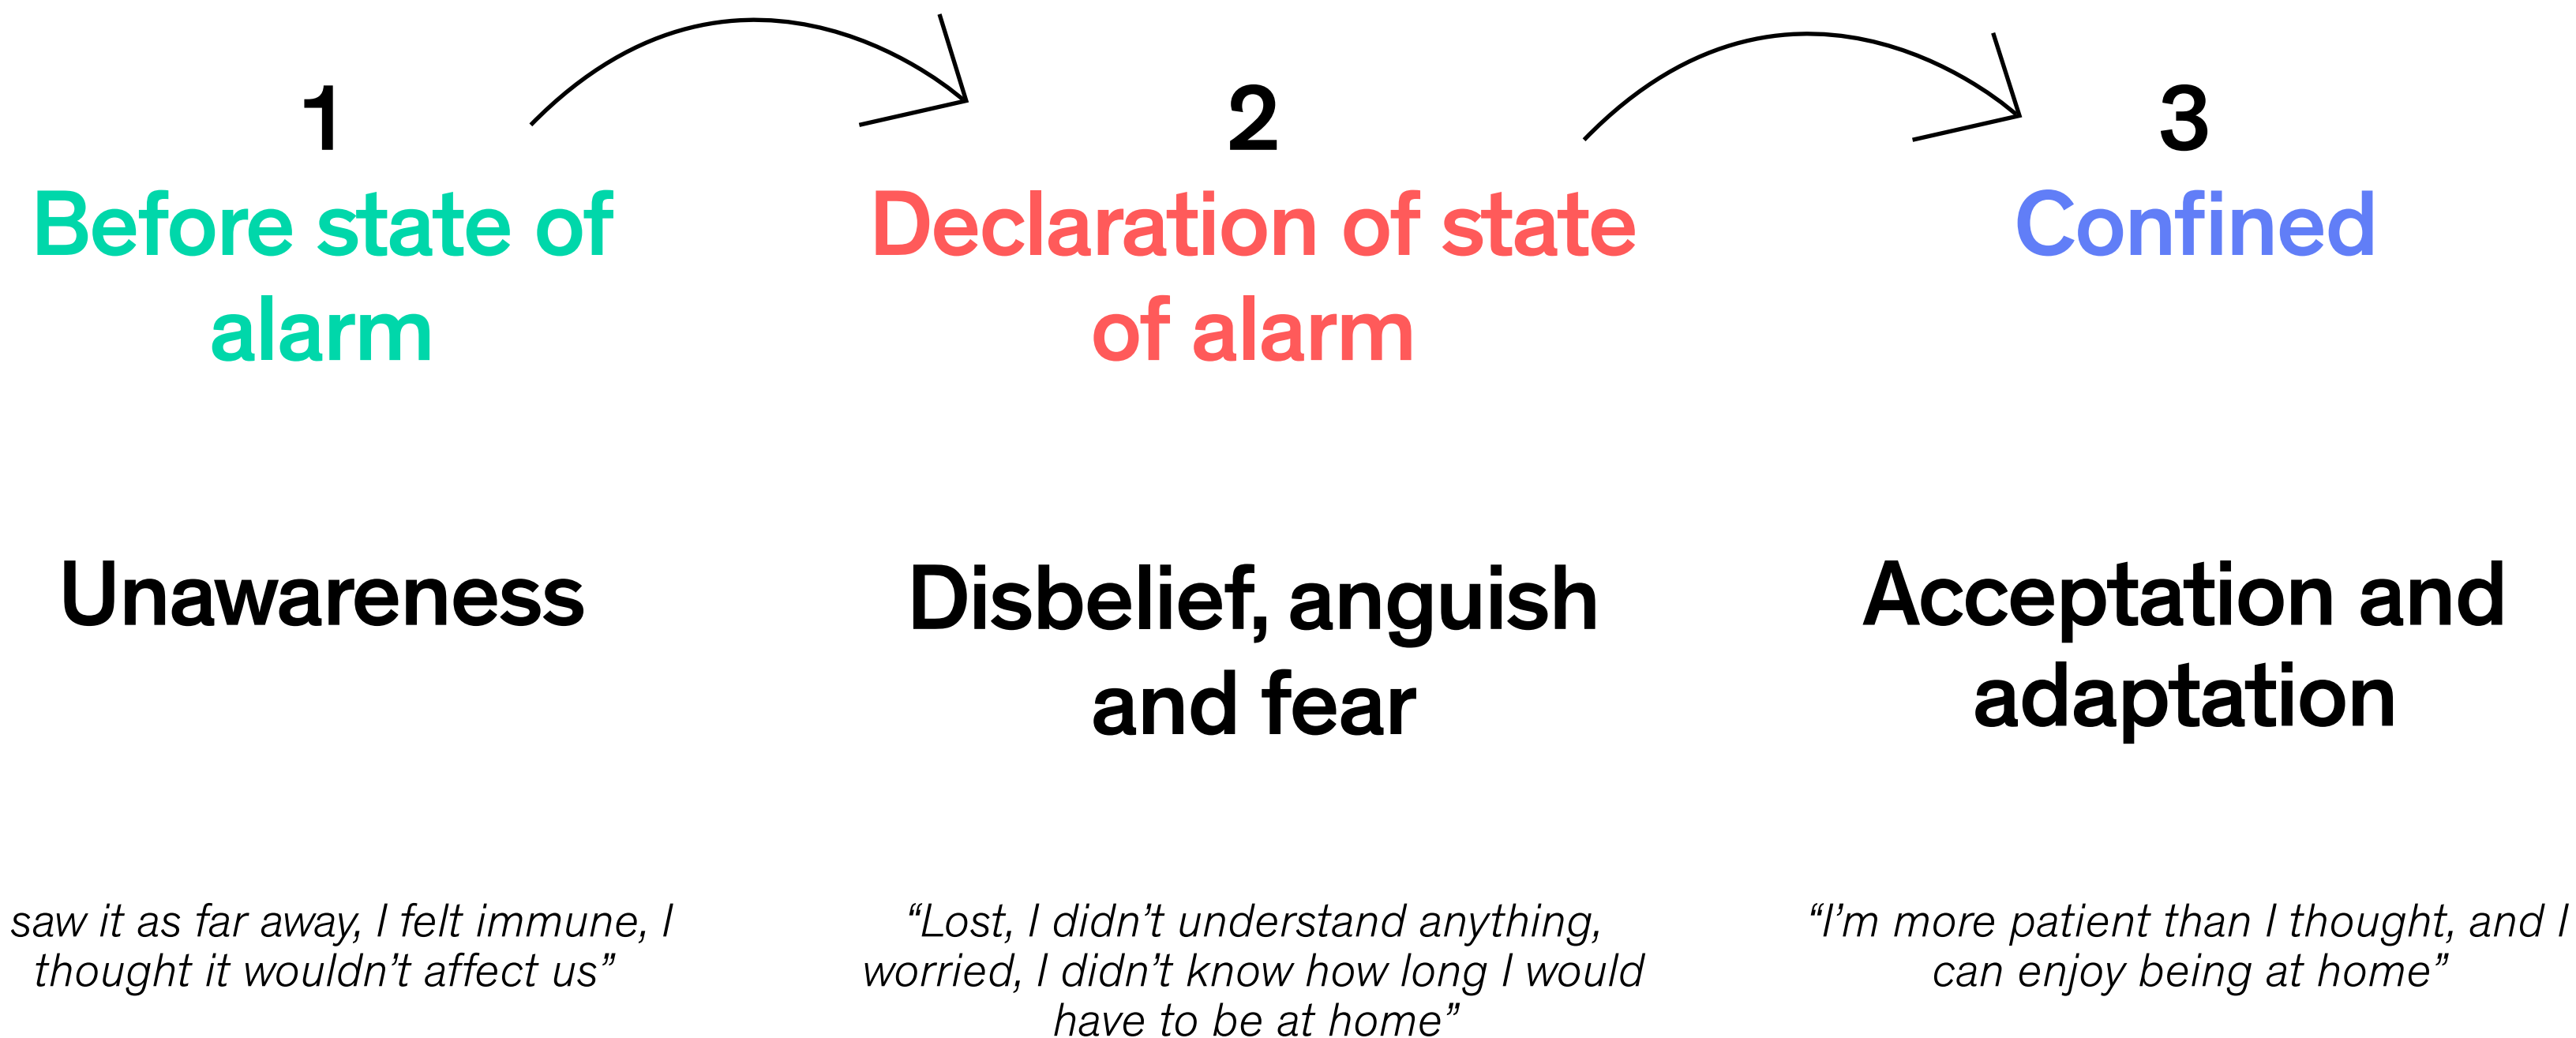 1
Before state of
alarm
Unawareness
saw it as far away, I felt immune, I
thought it wouldn’t affect us”
2
Declaration of state
of alarm
Disbelief, anguish
and fear
“Lost, I didn’t understand anything,
worried, I didn’t know how long I would
have to be at home”
3
Confined
Acceptation and
adaptation
“I’m more patient than I thought, and I
can enjoy being at home”